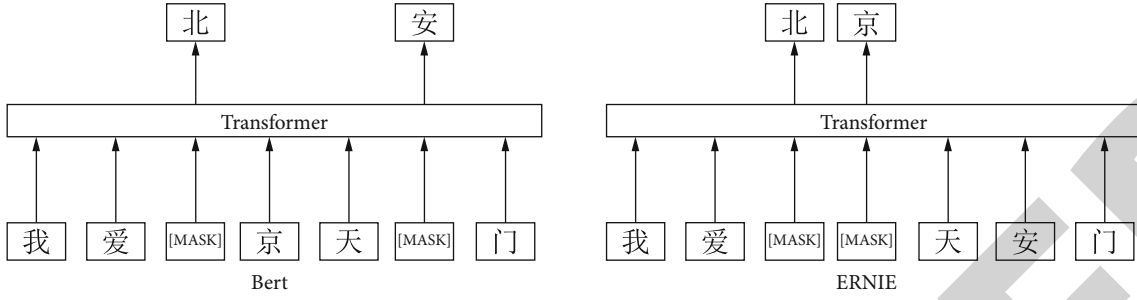 北 安
Transformer
我 爱 [MASK] 京 天 [MASK] 门
Bert
北 京
Transformer
我 爱 [MASK] [MASK] 天 安 门
ERNIE